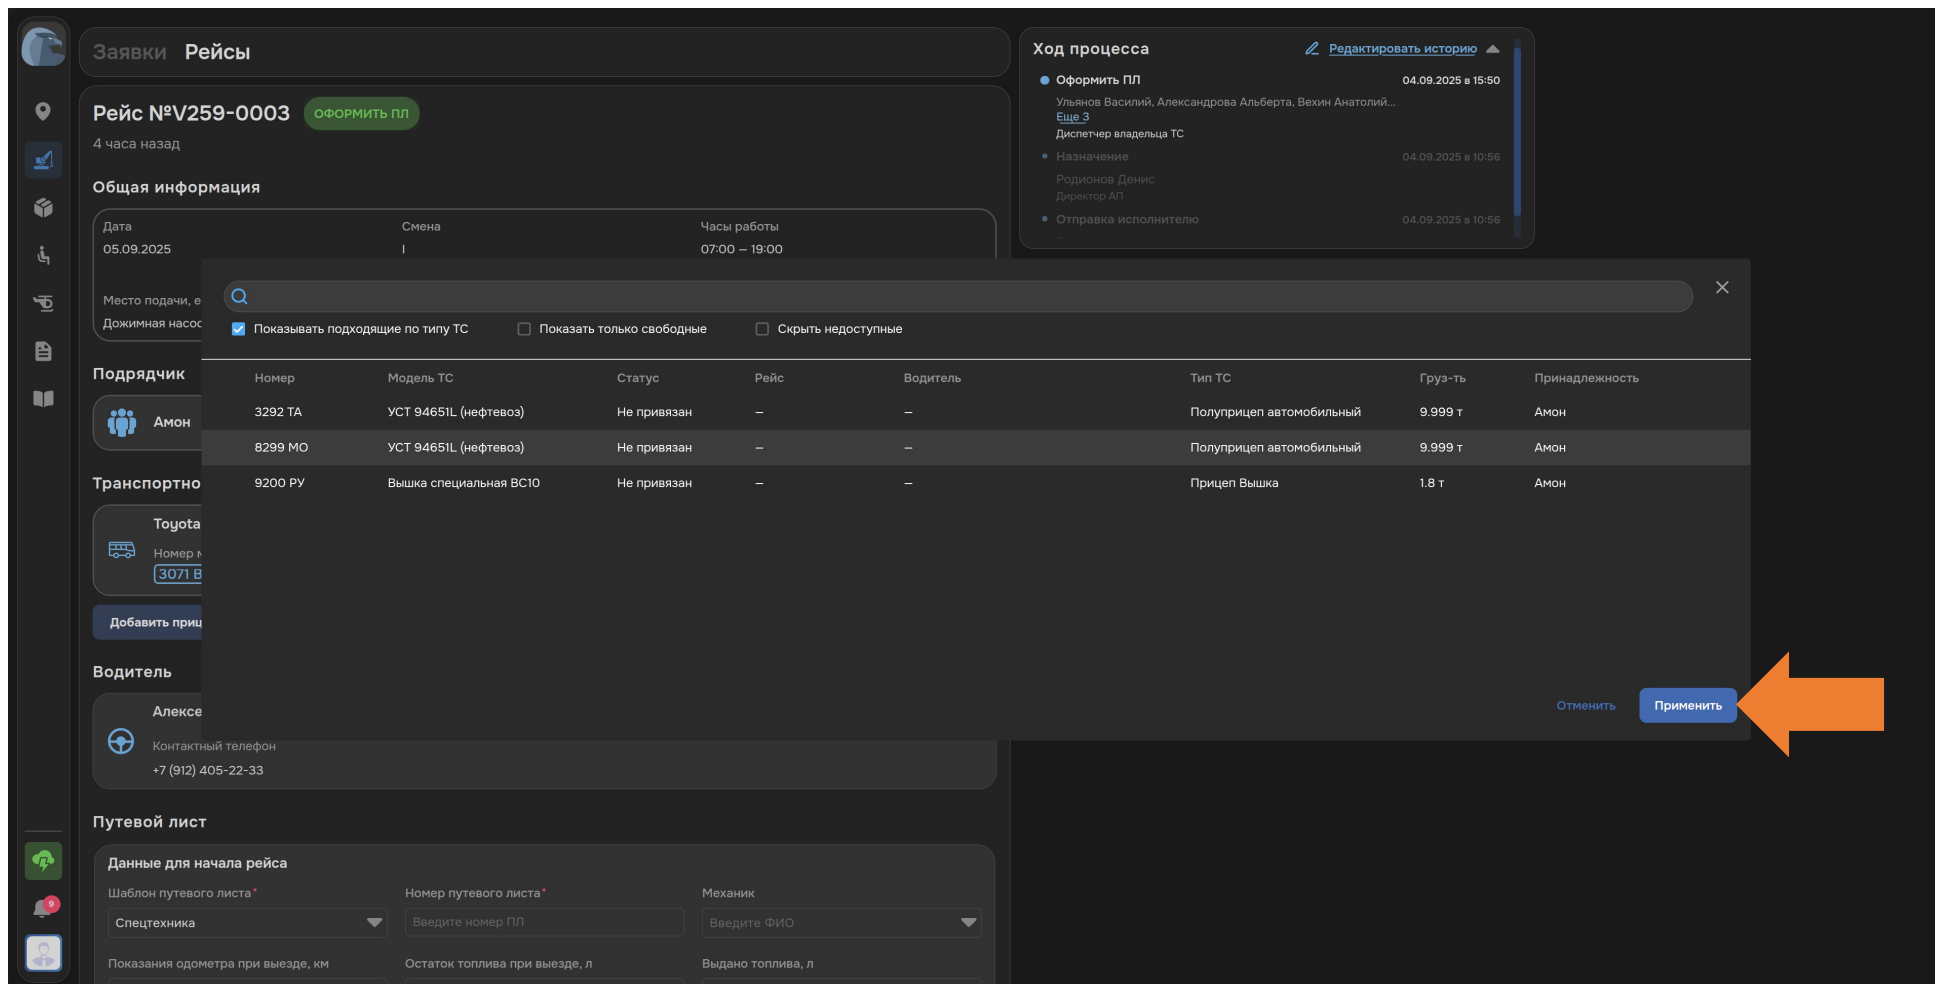 Заявки Рейсы
Рейс №V259-0003 ОФОРМИТЬ ПЛ
4 часа назад
Общая информация
Дата Смена Часы работы
05.09.2025 I 07:00 – 19:00
Место подачи, е
Дожимная насос
Подрядчик
Амон
Транспортно
Toyota
Номер м
3071 В
Добавить приц
Водитель
Алексе
Контактный телефон
+7 (912) 405-22-33
Путевой лист
Данные для начала рейса
Шаблон путевого листа* Номер путевого листа* Механик
Спецтехника Введите номер ПЛ Введите ФИО
Показания одометра при выезде, км Остаток топлива при выезде, л Выдано топлива, л
9
Ход процесса Редактировать историю
Оформить ПЛ 04.09.2025 в 15:50
Ульянов Василий, Александрова Альберта, Вехин Анатолий...
Еще 3
Диспетчер владельца ТС
Назначение 04.09.2025 в 10:56
Родионов Денис
Директор АП
Отправка исполнителю 04.09.2025 в 10:56
Показывать подходящие по типу ТС Показать только свободные Скрыть недоступные
Номер Модель ТС Статус Рейс Водитель Тип ТС Груз-ть Принадлежность
3292 ТА УСТ 94651L (нефтевоз) Не привязан – – Полуприцеп автомобильный 9.999 т Амон
8299 МО УСТ 94651L (нефтевоз) Не привязан – – Полуприцеп автомобильный 9.999 т Амон
9200 РУ Вышка специальная ВС10 Не привязан – – Прицеп Вышка 1.8 т Амон
Отменить Применить